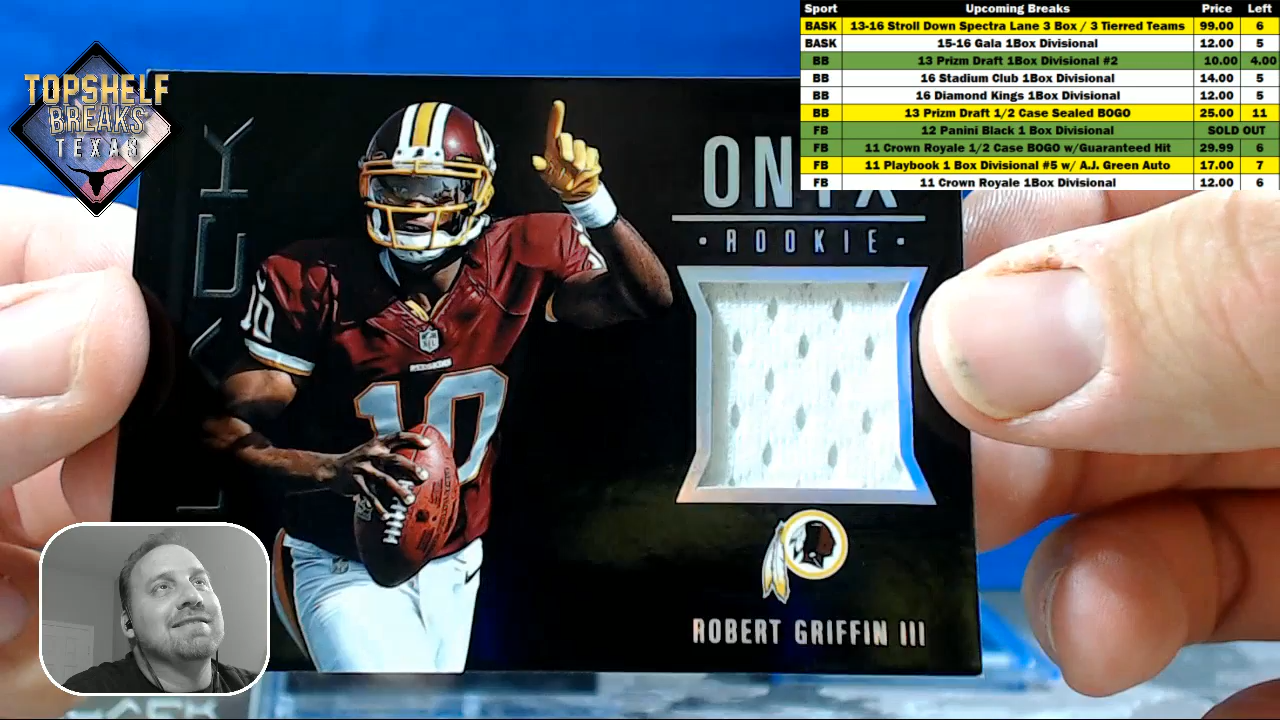 TOPSHELF
BREAKS
TEXAS
Sport Upcoming Breaks Price Left
BASK 13-16 Stroll Down Spectra Lane 3 Box / 3 Tierred Teams 99.00 6
BASK 15-16 Gala 1Box Divisional 12.00 5
BB 13 Prizm Draft 1Box Divisional #2 10.00 4.00
BB 16 Stadium Club 1Box Divisional 14.00 5
BB 16 Diamond Kings 1Box Divisional 12.00 5
BB 13 Prizm Draft 1/2 Case Sealed BOGO 25.00 11
FB 12 Panini Black 1 Box Divisional SOLD OUT
FB 11 Crown Royale 1/2 Case BOGO w/Guaranteed Hit 29.99 6
FB 11 Playbook 1 Box Divisional #5 w/ A.J. Green Auto 17.00 7
FB 11 Crown Royale 1Box Divisional 12.00 6
ONYX
• ROOKIE •
10
10
NFL
REDSKINS
ROBERT GRIFFIN III